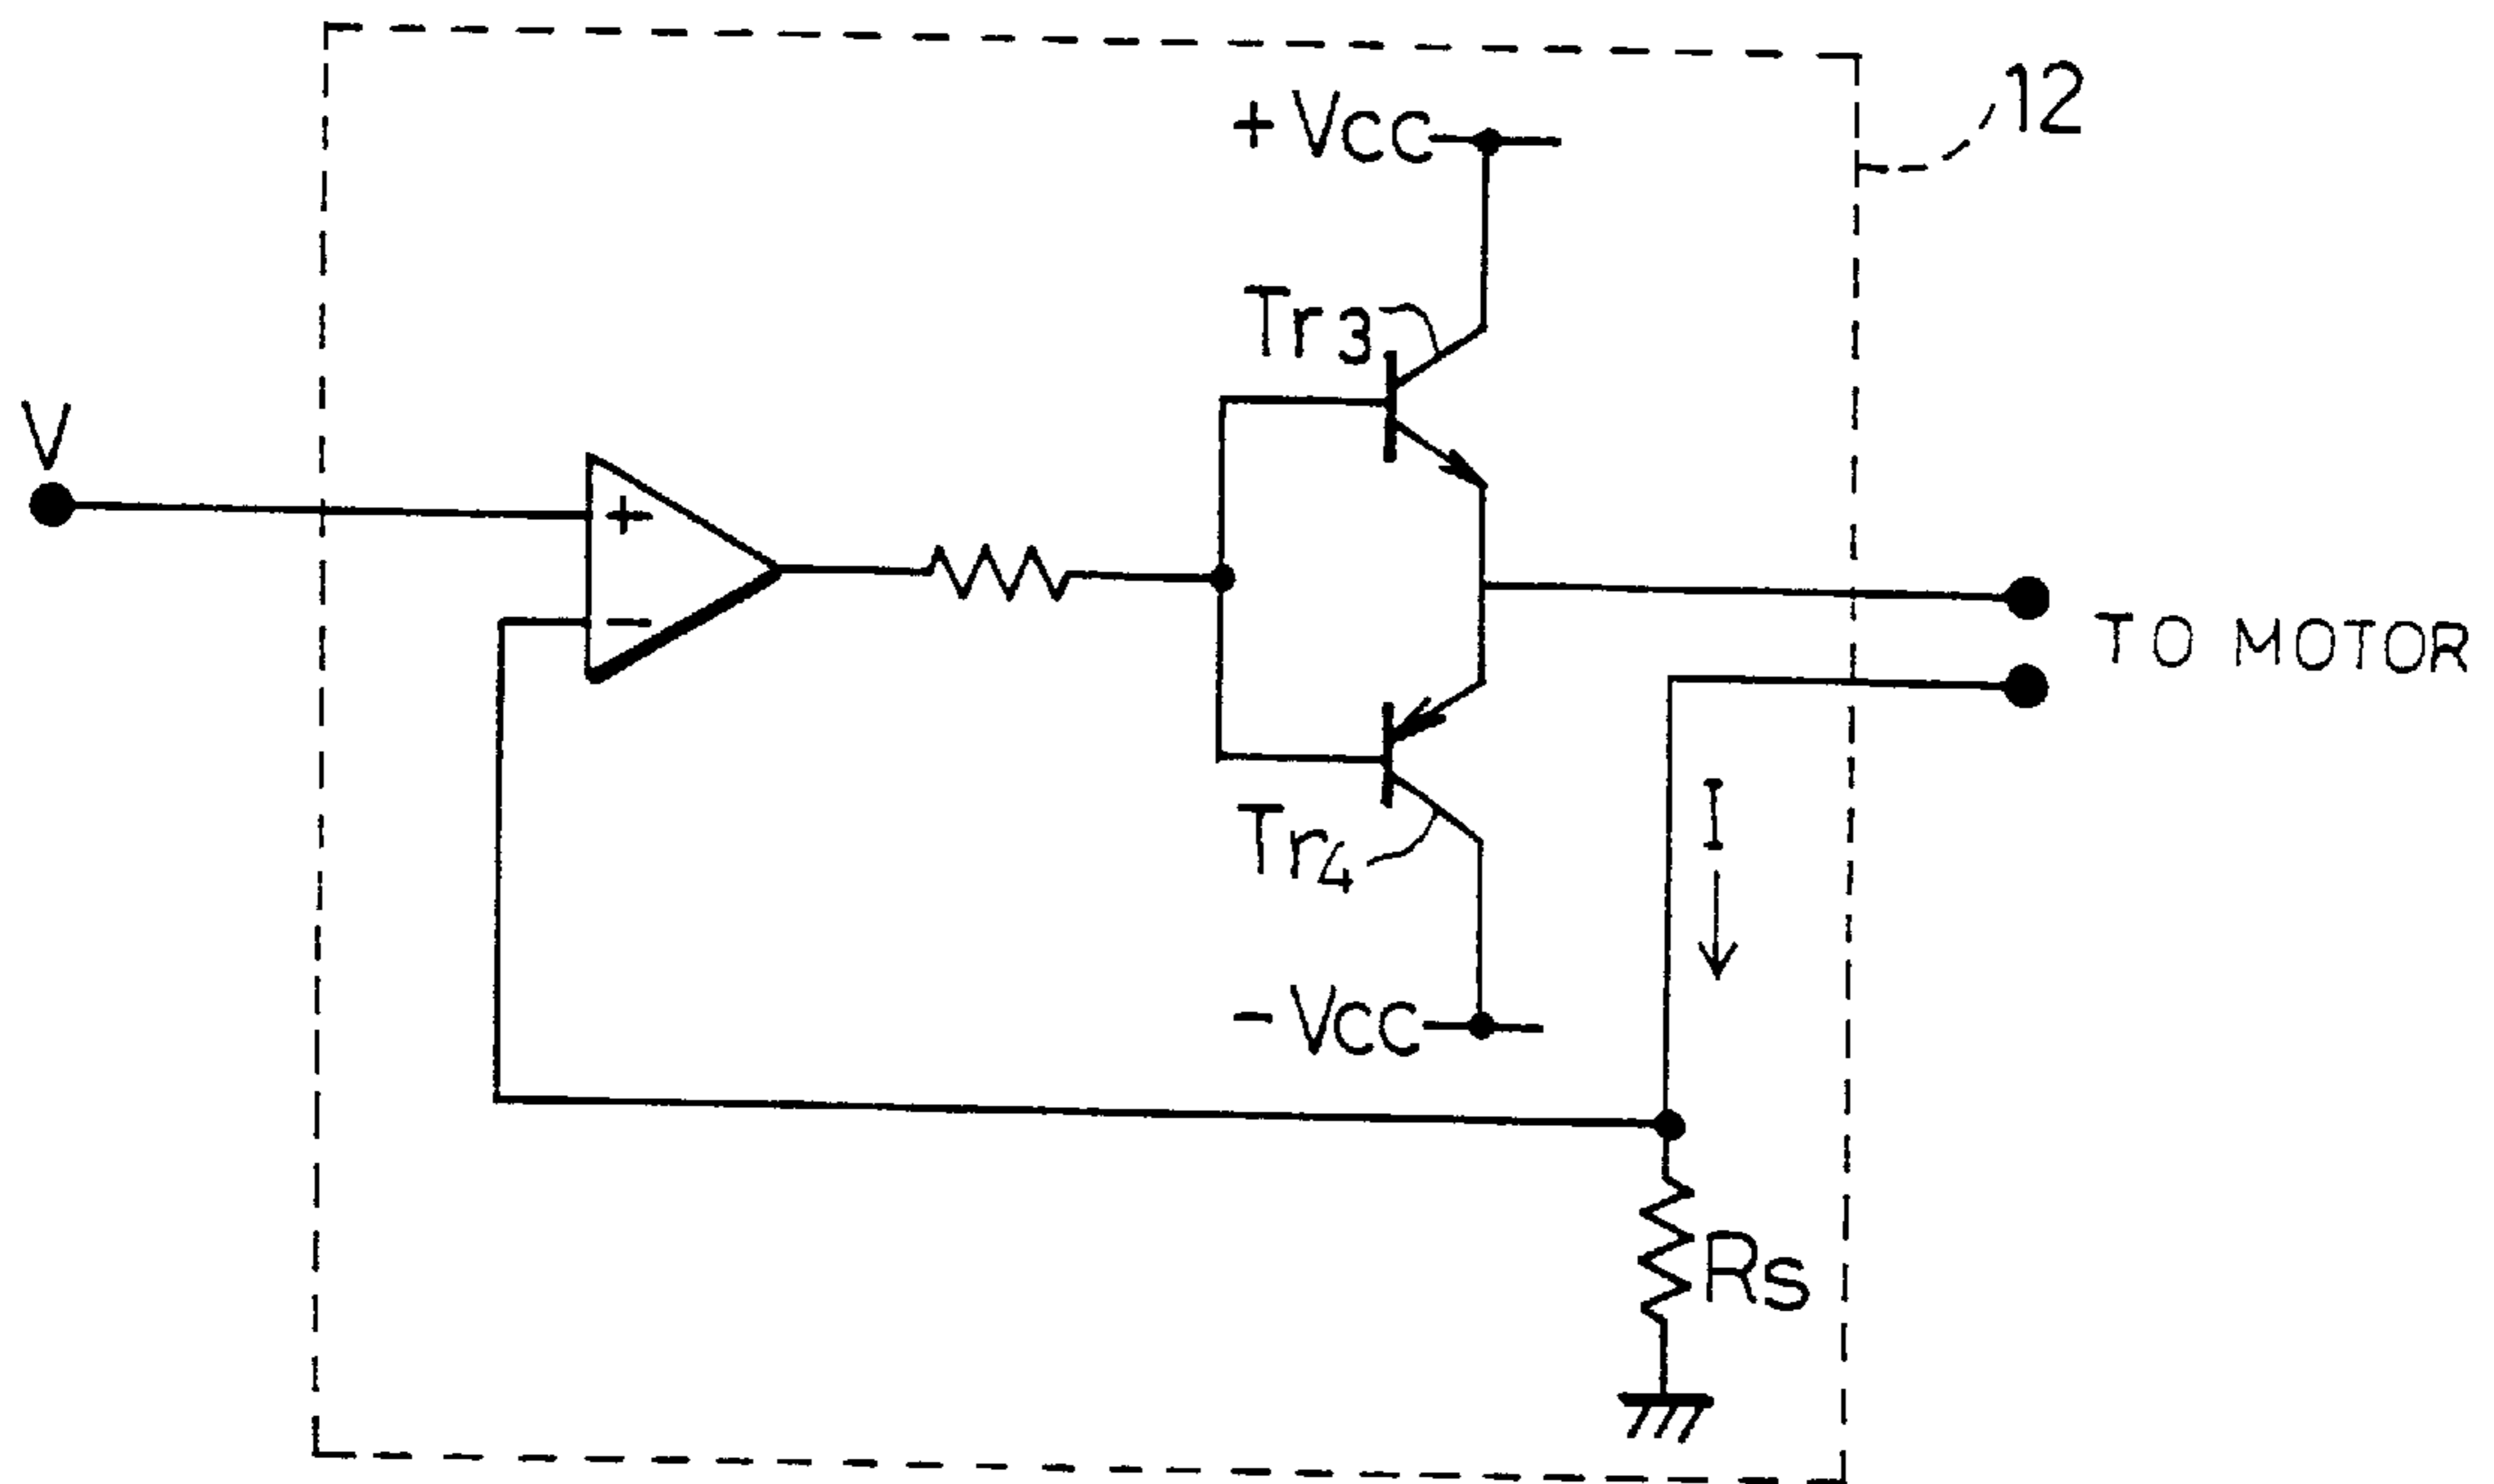 12
+Vcc
Tr3
V
+
-
TO MOTOR
Tr4
I
-Vcc
Rs